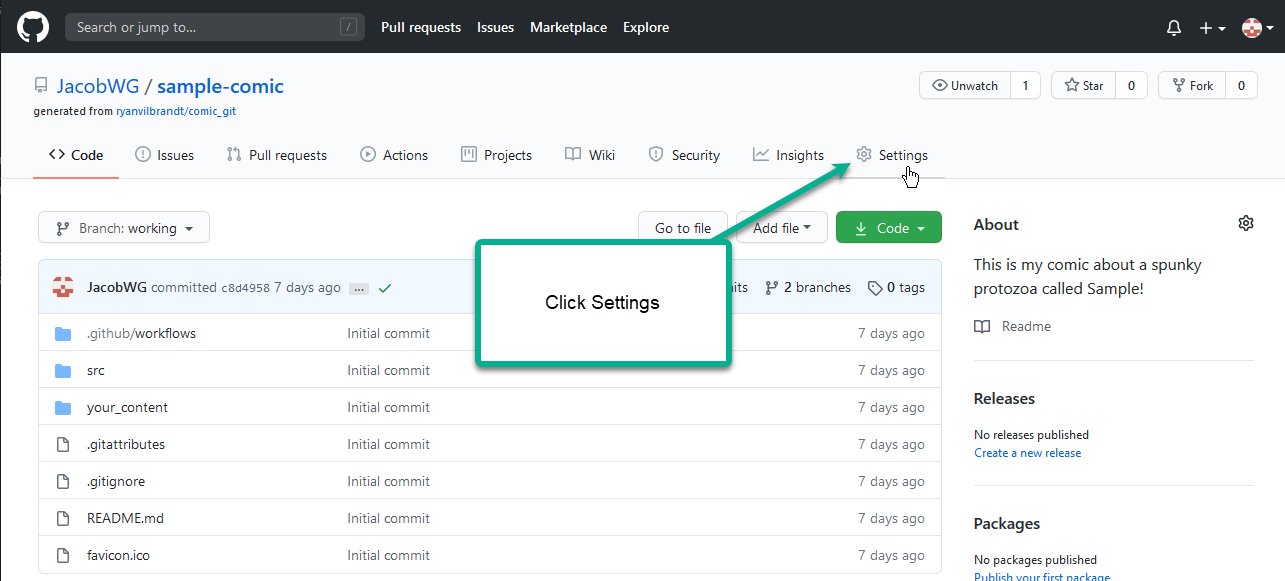 Search or jump to... /
Pull requests Issues Marketplace Explore
JacobWG / sample-comic
Unwatch 1 Star 0 Fork 0
generated from ryanvilbrandt/comic_git
Code Issues Pull requests Actions Projects Wiki Security Insights Settings
Branch: working Go to file Add file Code
JacobWG committed c8d4958 7 days ago ... 2 branches 0 tags
Click Settings
.github/workflows Initial commit 7 days ago
src Initial commit 7 days ago
your_content Initial commit 7 days ago
.gitattributes Initial commit 7 days ago
.gitignore Initial commit 7 days ago
README.md Initial commit 7 days ago
favicon.ico Initial commit 7 days ago
About
This is my comic about a spunky
protozoa called Sample!
Readme
Releases
No releases published
Create a new release
Packages
No packages published
Publish your first package